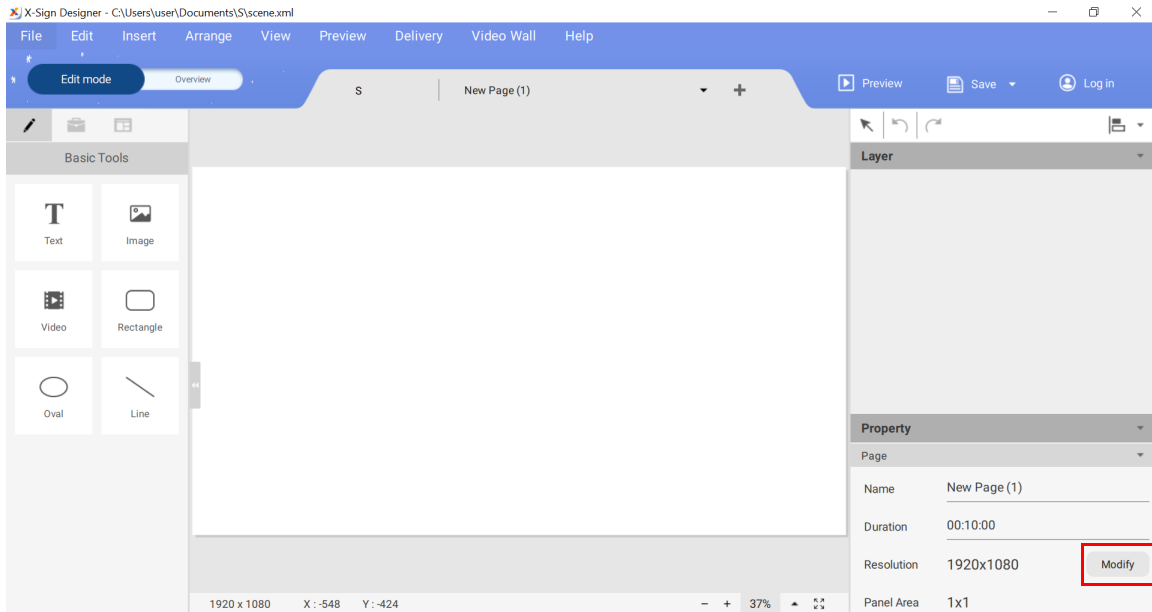 X-Sign Designer - C:\Users\user\Documents\S\scene.xml
File Edit Insert Arrange View Preview Delivery Video Wall Help
Edit mode Overview S New Page (1) Preview Save Log in
Basic Tools
Layer
T
Text Image
Video Rectangle
Oval Line
Property
Page
Name New Page (1)
Duration 00:10:00
Resolution 1920x1080 Modify
Panel Area 1x1
1920 x 1080 X : -548 Y : -424 37%